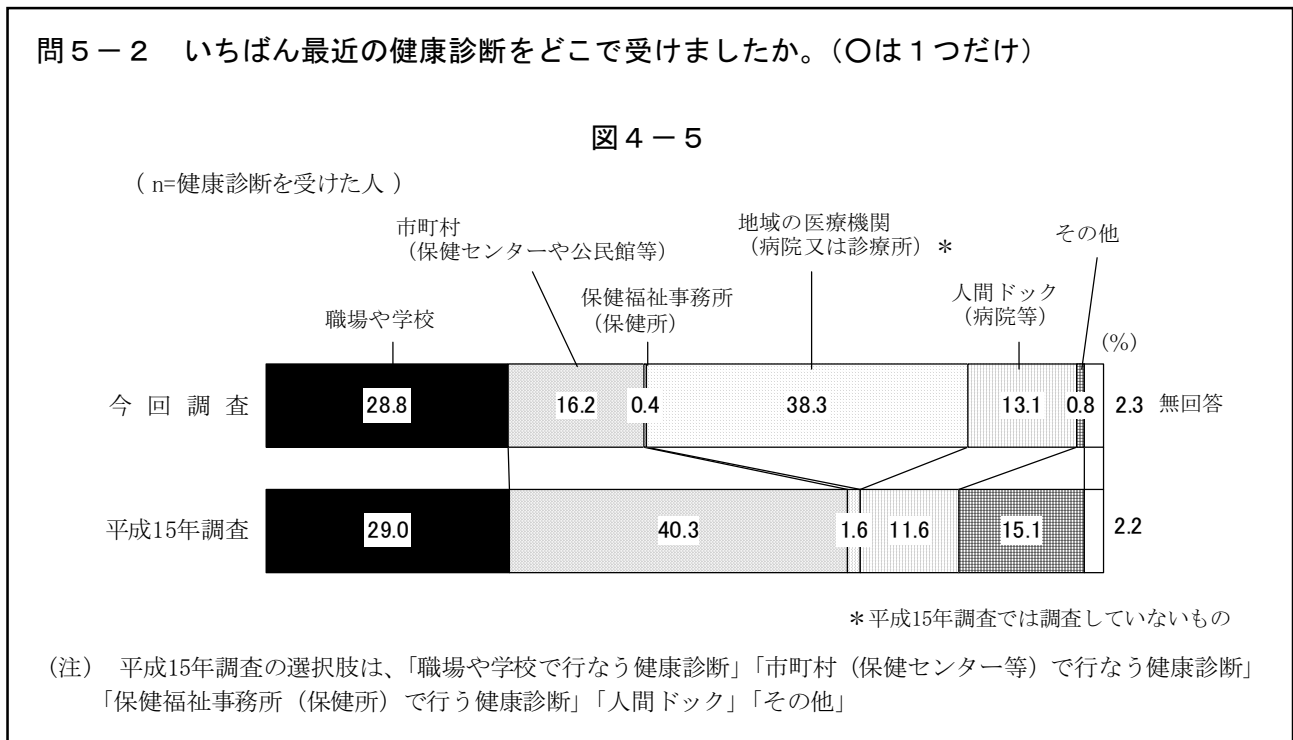 問５－２　いちばん最近の健康診断をどこで受けましたか。（〇は１つだけ）
図４－５
（ n=健康診断を受けた人 ）
市町村
（保健センターや公民館等）
地域の医療機関
（病院又は診療所）＊
その他
職場や学校
保健福祉事務所
（保健所）
人間ドック
（病院等）
(%)
今回調査 28.8 16.2 0.4 38.3 13.1 0.8 2.3 無回答
平成15年調査 29.0 40.3 1.6 11.6 15.1 2.2
＊平成15年調査では調査していないもの
（注）　平成15年調査の選択肢は、「職場や学校で行なう健康診断」「市町村（保健センター等）で行なう健康診断」
「保健福祉事務所（保健所）で行う健康診断」「人間ドック」「その他」